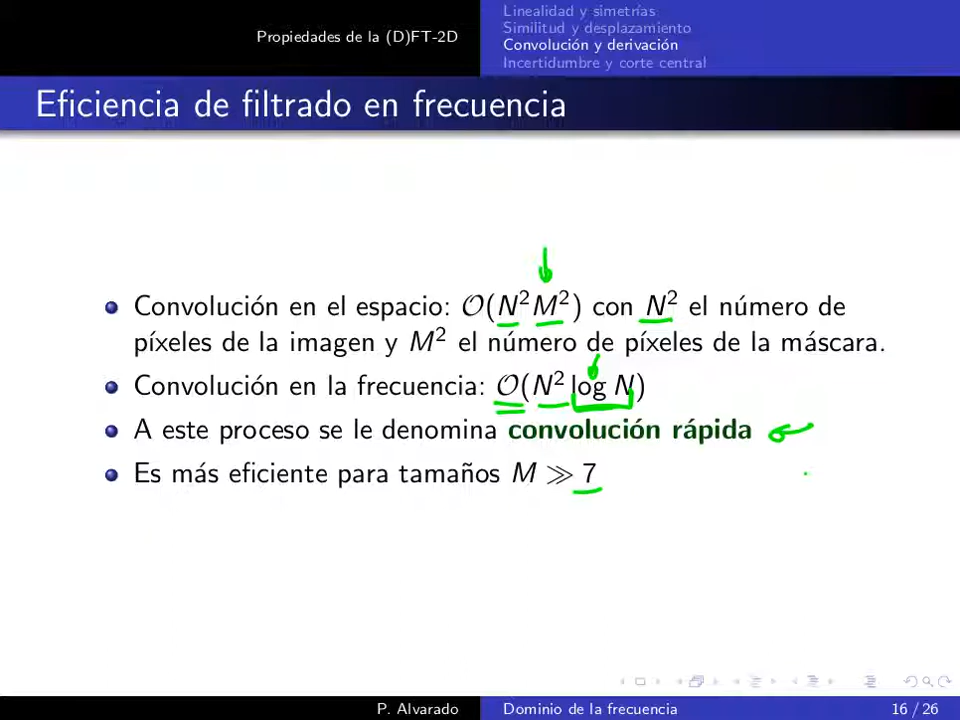 Propiedades de la (D)FT-2D
Linealidad y simetrías
Similitud y desplazamiento
Convolución y derivación
Incertidumbre y corte central
Eficiencia de filtrado en frecuencia
Convolución en el espacio: 𝒪(N²M²) con N² el número de
píxeles de la imagen y M² el número de píxeles de la máscara.
Convolución en la frecuencia: 𝒪(N² log N)
A este proceso se le denomina convolución rápida
Es más eficiente para tamaños M ≫ 7
P. Alvarado
Dominio de la frecuencia
16 / 26